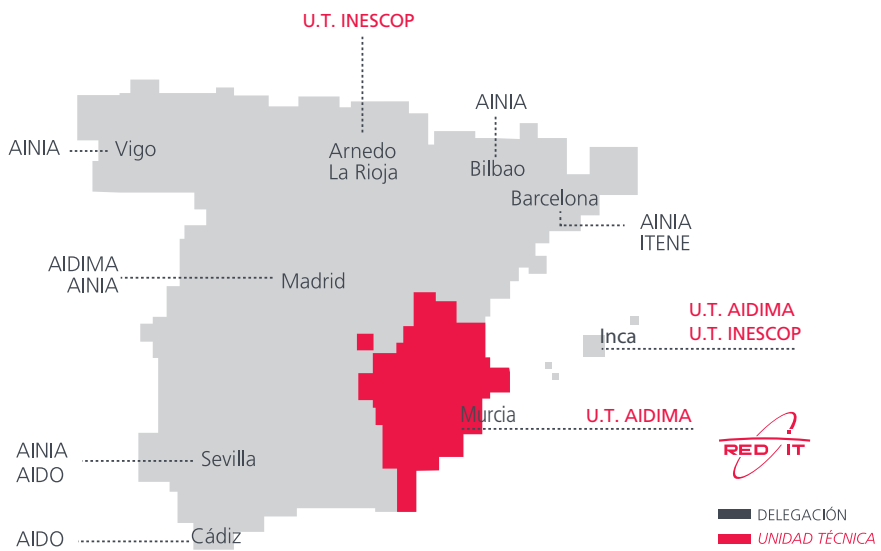 U.T. INESCOP
AINIA
AINIA
Vigo
Arnedo
La Rioja
Bilbao
Barcelona
AINIA
ITENE
AIDIMA
AINIA
Madrid
U.T. AIDIMA
U.T. INESCOP
Inca
Murcia
U.T. AIDIMA
RED IT
AINIA
AIDO
Sevilla
DELEGACIÓN
AIDO
Cádiz
UNIDAD TÉCNICA